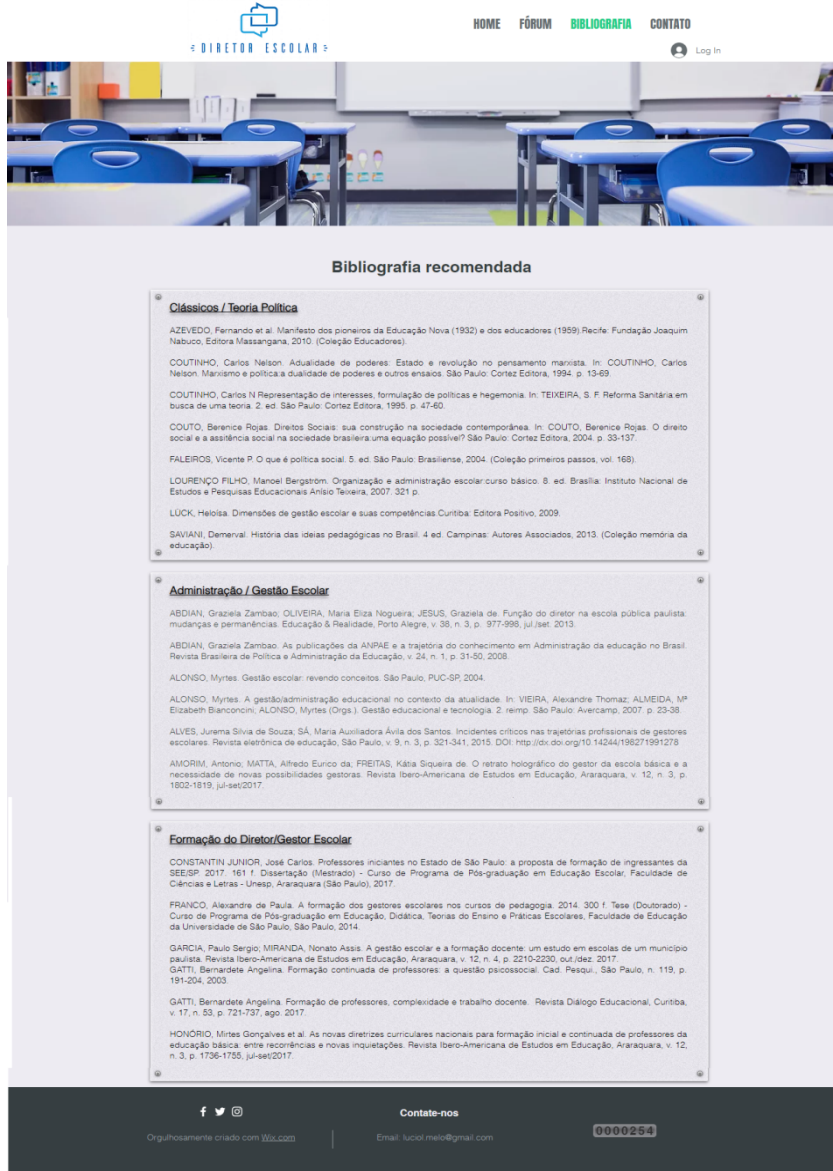 HOME FÓRUM BIBLIOGRAFIA CONTATO
DIRETOR ESCOLAR
Log In
Bibliografia recomendada
Clássicos / Teoria Política
AZEVEDO, Fernando et al. Manifesto dos pioneiros da Educação Nova (1932) e dos educadores (1959).Recife: Fundação Joaquim
Nabuco, Editora Massangana, 2010. (Coleção Educadores).
COUTINHO, Carlos Nelson. Adualidade de poderes: Estado e revolução no pensamento marxista. In: COUTINHO, Carlos
Nelson. Marxismo e política:a dualidade de poderes e outros ensaios. São Paulo: Cortez Editora, 1994. p. 13-69.
COUTINHO, Carlos N Representação de interesses, formulação de políticas e hegemonia. In: TEIXEIRA, S. F. Reforma Sanitária:em
busca de uma teoria. 2. ed. São Paulo: Cortez Editora, 1995. p. 47-60.
COUTO, Berenice Rojas. Direitos Sociais: sua construção na sociedade contemporânea. In: COUTO, Berenice Rojas. O direito
social e a assitência social na sociedade brasileira:uma equação possível? São Paulo: Cortez Editora, 2004. p. 33-137.
FALEIROS, Vicente P. O que é política social. 5. ed. São Paulo: Brasiliense, 2004. (Coleção primeiros passos, vol. 168).
LOURENÇO FILHO, Manoel Bergström. Organização e administração escolar:curso básico. 8. ed. Brasília: Instituto Nacional de
Estudos e Pesquisas Educacionais Anísio Teixeira, 2007. 321 p.
LÜCK, Heloísa. Dimensões de gestão escolar e suas competências.Curitiba: Editora Positivo, 2009.
SAVIANI, Demerval. História das ideias pedagógicas no Brasil. 4 ed. Campinas: Autores Associados, 2013. (Coleção memória da
educação).
Administração / Gestão Escolar
ABDIAN, Graziela Zambao; OLIVEIRA, Maria Eliza Nogueira; JESUS, Graziela de. Função do diretor na escola pública paulista:
mudanças e permanências. Educação & Realidade, Porto Alegre, v. 38, n. 3, p. 977-998, jul./set. 2013.
ABDIAN, Graziela Zambao. As publicações da ANPAE e a trajetória do conhecimento em Administração da educação no Brasil.
Revista Brasileira de Política e Administração da Educação, v. 24, n. 1, p. 31-50, 2008.
ALONSO, Myrtes. Gestão escolar: revendo conceitos. São Paulo, PUC-SP, 2004.
ALONSO, Myrtes. A gestão/administração educacional no contexto da atualidade. In: VIEIRA, Alexandre Thomaz; ALMEIDA, Mª
Elizabeth Bianconcini; ALONSO, Myrtes (Orgs.). Gestão educacional e tecnologia. 2. reimp. São Paulo: Avercamp, 2007. p. 23-38.
ALVES, Jurema Silvia de Souza; SÁ, Maria Auxiliadora Ávila dos Santos. Incidentes críticos nas trajetórias profissionais de gestores
escolares. Revista eletrônica de educação, São Paulo, v. 9, n. 3, p. 321-341, 2015. DOI: http://dx.doi.org/10.14244/198271991278
AMORIM, Antonio; MATTA, Alfredo Eurico da; FREITAS, Kátia Siqueira de. O retrato holográfico do gestor da escola básica e a
necessidade de novas possibilidades gestoras. Revista Ibero-Americana de Estudos em Educação, Araraquara, v. 12, n. 3, p.
1802-1819, jul-set/2017.
Formação do Diretor/Gestor Escolar
CONSTANTIN JUNIOR, José Carlos. Professores iniciantes no Estado de São Paulo: a proposta de formação de ingressantes da
SEE/SP. 2017. 161 f. Dissertação (Mestrado) - Curso de Programa de Pós-graduação em Educação Escolar, Faculdade de
Ciências e Letras - Unesp, Araraquara (São Paulo), 2017.
FRANCO, Alexandre de Paula. A formação dos gestores escolares nos cursos de pedagogia. 2014. 300 f. Tese (Doutorado) -
Curso de Programa de Pós-graduação em Educação, Didática, Teorias do Ensino e Práticas Escolares, Faculdade de Educação
da Universidade de São Paulo, São Paulo, 2014.
GARCIA, Paulo Sergio; MIRANDA, Nonato Assis. A gestão escolar e a formação docente: um estudo em escolas de um município
paulista. Revista Ibero-Americana de Estudos em Educação, Araraquara, v. 12, n. 4, p. 2210-2230, out./dez. 2017.
GATTI, Bernardete Angelina. Formação continuada de professores: a questão psicossocial. Cad. Pesqui., São Paulo, n. 119, p.
191-204, 2003.
GATTI, Bernardete Angelina. Formação de professores, complexidade e trabalho docente. Revista Diálogo Educacional, Curitiba,
v. 17, n. 53, p. 721-737, ago. 2017.
HONÓRIO, Mirtes Gonçalves et al. As novas diretrizes curriculares nacionais para formação inicial e continuada de professores da
educação básica: entre recorrências e novas inquietações. Revista Ibero-Americana de Estudos em Educação, Araraquara, v. 12,
n. 3, p. 1736-1755, jul-set/2017.
Contate-nos
Orgulhosamente criado com Wix.com
Email: luciol.melo@gmail.com
0000254